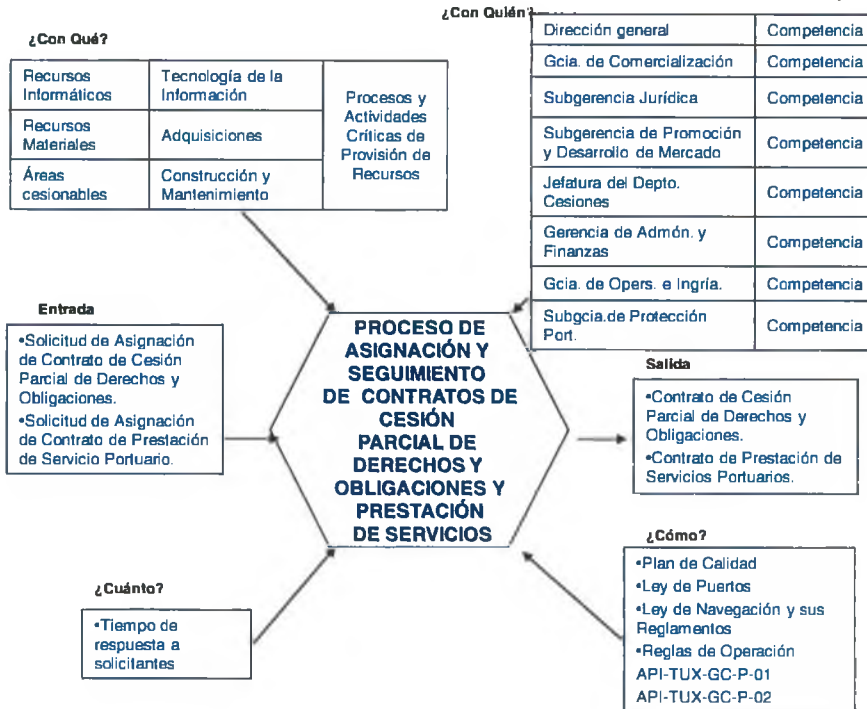 ¿Con Qué?
Recursos
Informáticos
Tecnología de la
Información
Procesos y
Actividades
Críticas de
Provisión de
Recursos
Recursos
Materiales
Adquisiciones
Áreas
cesionables
Construcción y
Mantenimiento
¿Con Quién?
Dirección general
Competencia
Gcia. de Comercialización
Competencia
Subgerencia Jurídica
Competencia
Subgerencia de Promoción
y Desarrollo de Mercado
Competencia
Jefatura del Depto.
Cesiones
Competencia
Gerencia de Admón. y
Finanzas
Competencia
Gcia. de Opers. e Ingría.
Competencia
Subgcia.de Protección
Port.
Competencia
Entrada
•Solicitud de Asignación
de Contrato de Cesión
Parcial de Derechos y
Obligaciones.
•Solicitud de Asignación
de Contrato de Prestación
de Servicio Portuario.
PROCESO DE
ASIGNACIÓN Y
SEGUIMIENTO
DE CONTRATOS DE
CESIÓN
PARCIAL DE
DERECHOS Y
OBLIGACIONES Y
PRESTACIÓN
DE SERVICIOS
Salida
•Contrato de Cesión
Parcial de Derechos y
Obligaciones.
•Contrato de Prestación de
Servicios Portuarios.
¿Cuánto?
•Tiempo de
respuesta a
solicitantes
¿Cómo?
•Plan de Calidad
•Ley de Puertos
•Ley de Navegación y sus
Reglamentos
•Reglas de Operación
API-TUX-GC-P-01
API-TUX-GC-P-02